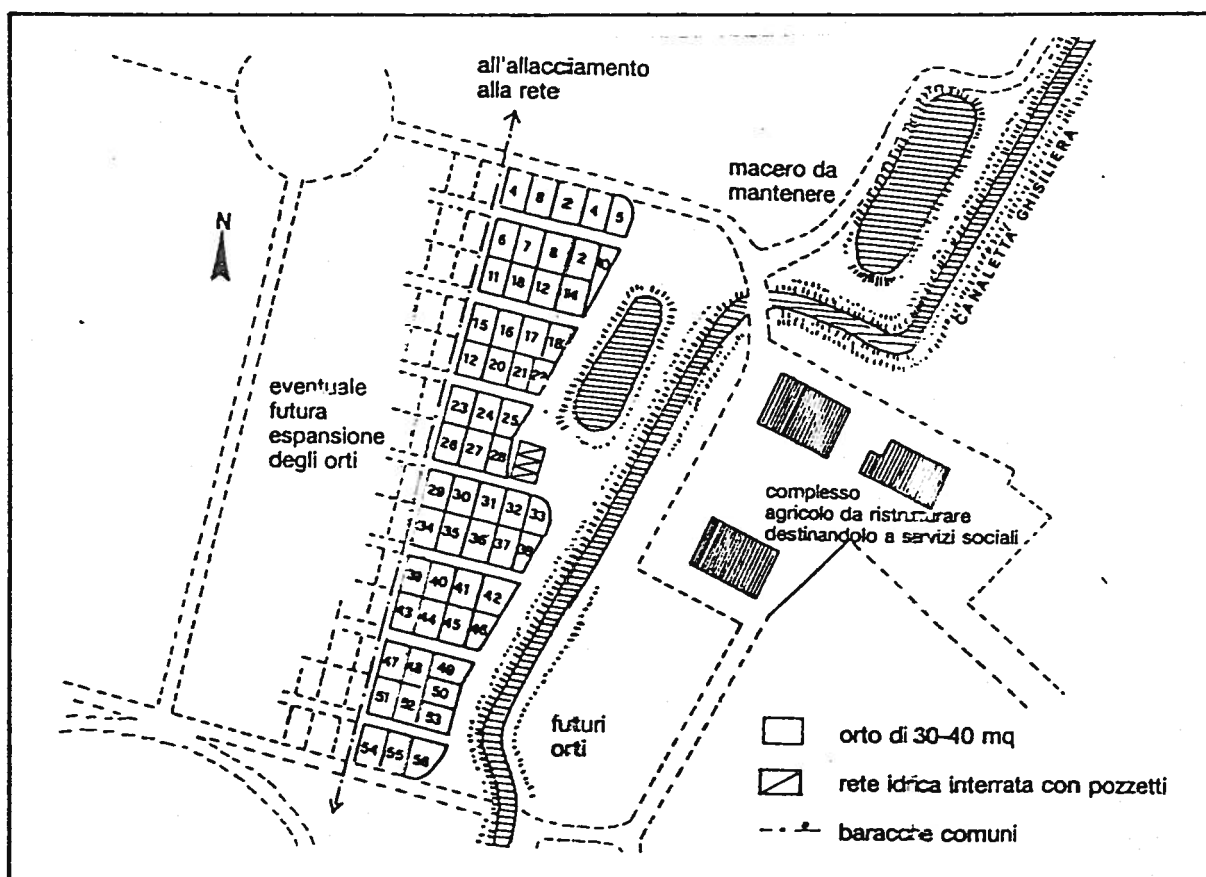 all'allacciamento
alla rete
macero da
mantenere
CANALETTA GHISILIERA
N
4 8 2 4 5
6 7 8 2 10
11 18 12 14
15 16 17 18
12 20 21 22
eventuale
futura
espansione
degli orti
23 24 25
26 27 28
29 30 31 32 33
34 35 36 37 38
complesso
agricolo da ristrutturare
destinandolo a servizi sociali
39 40 41 42
43 44 45 46
47 48 49
50
51 52 53
54 55 56
futuri
orti
orto di 30-40 mq
rete idrica interrata con pozzetti
baracche comuni